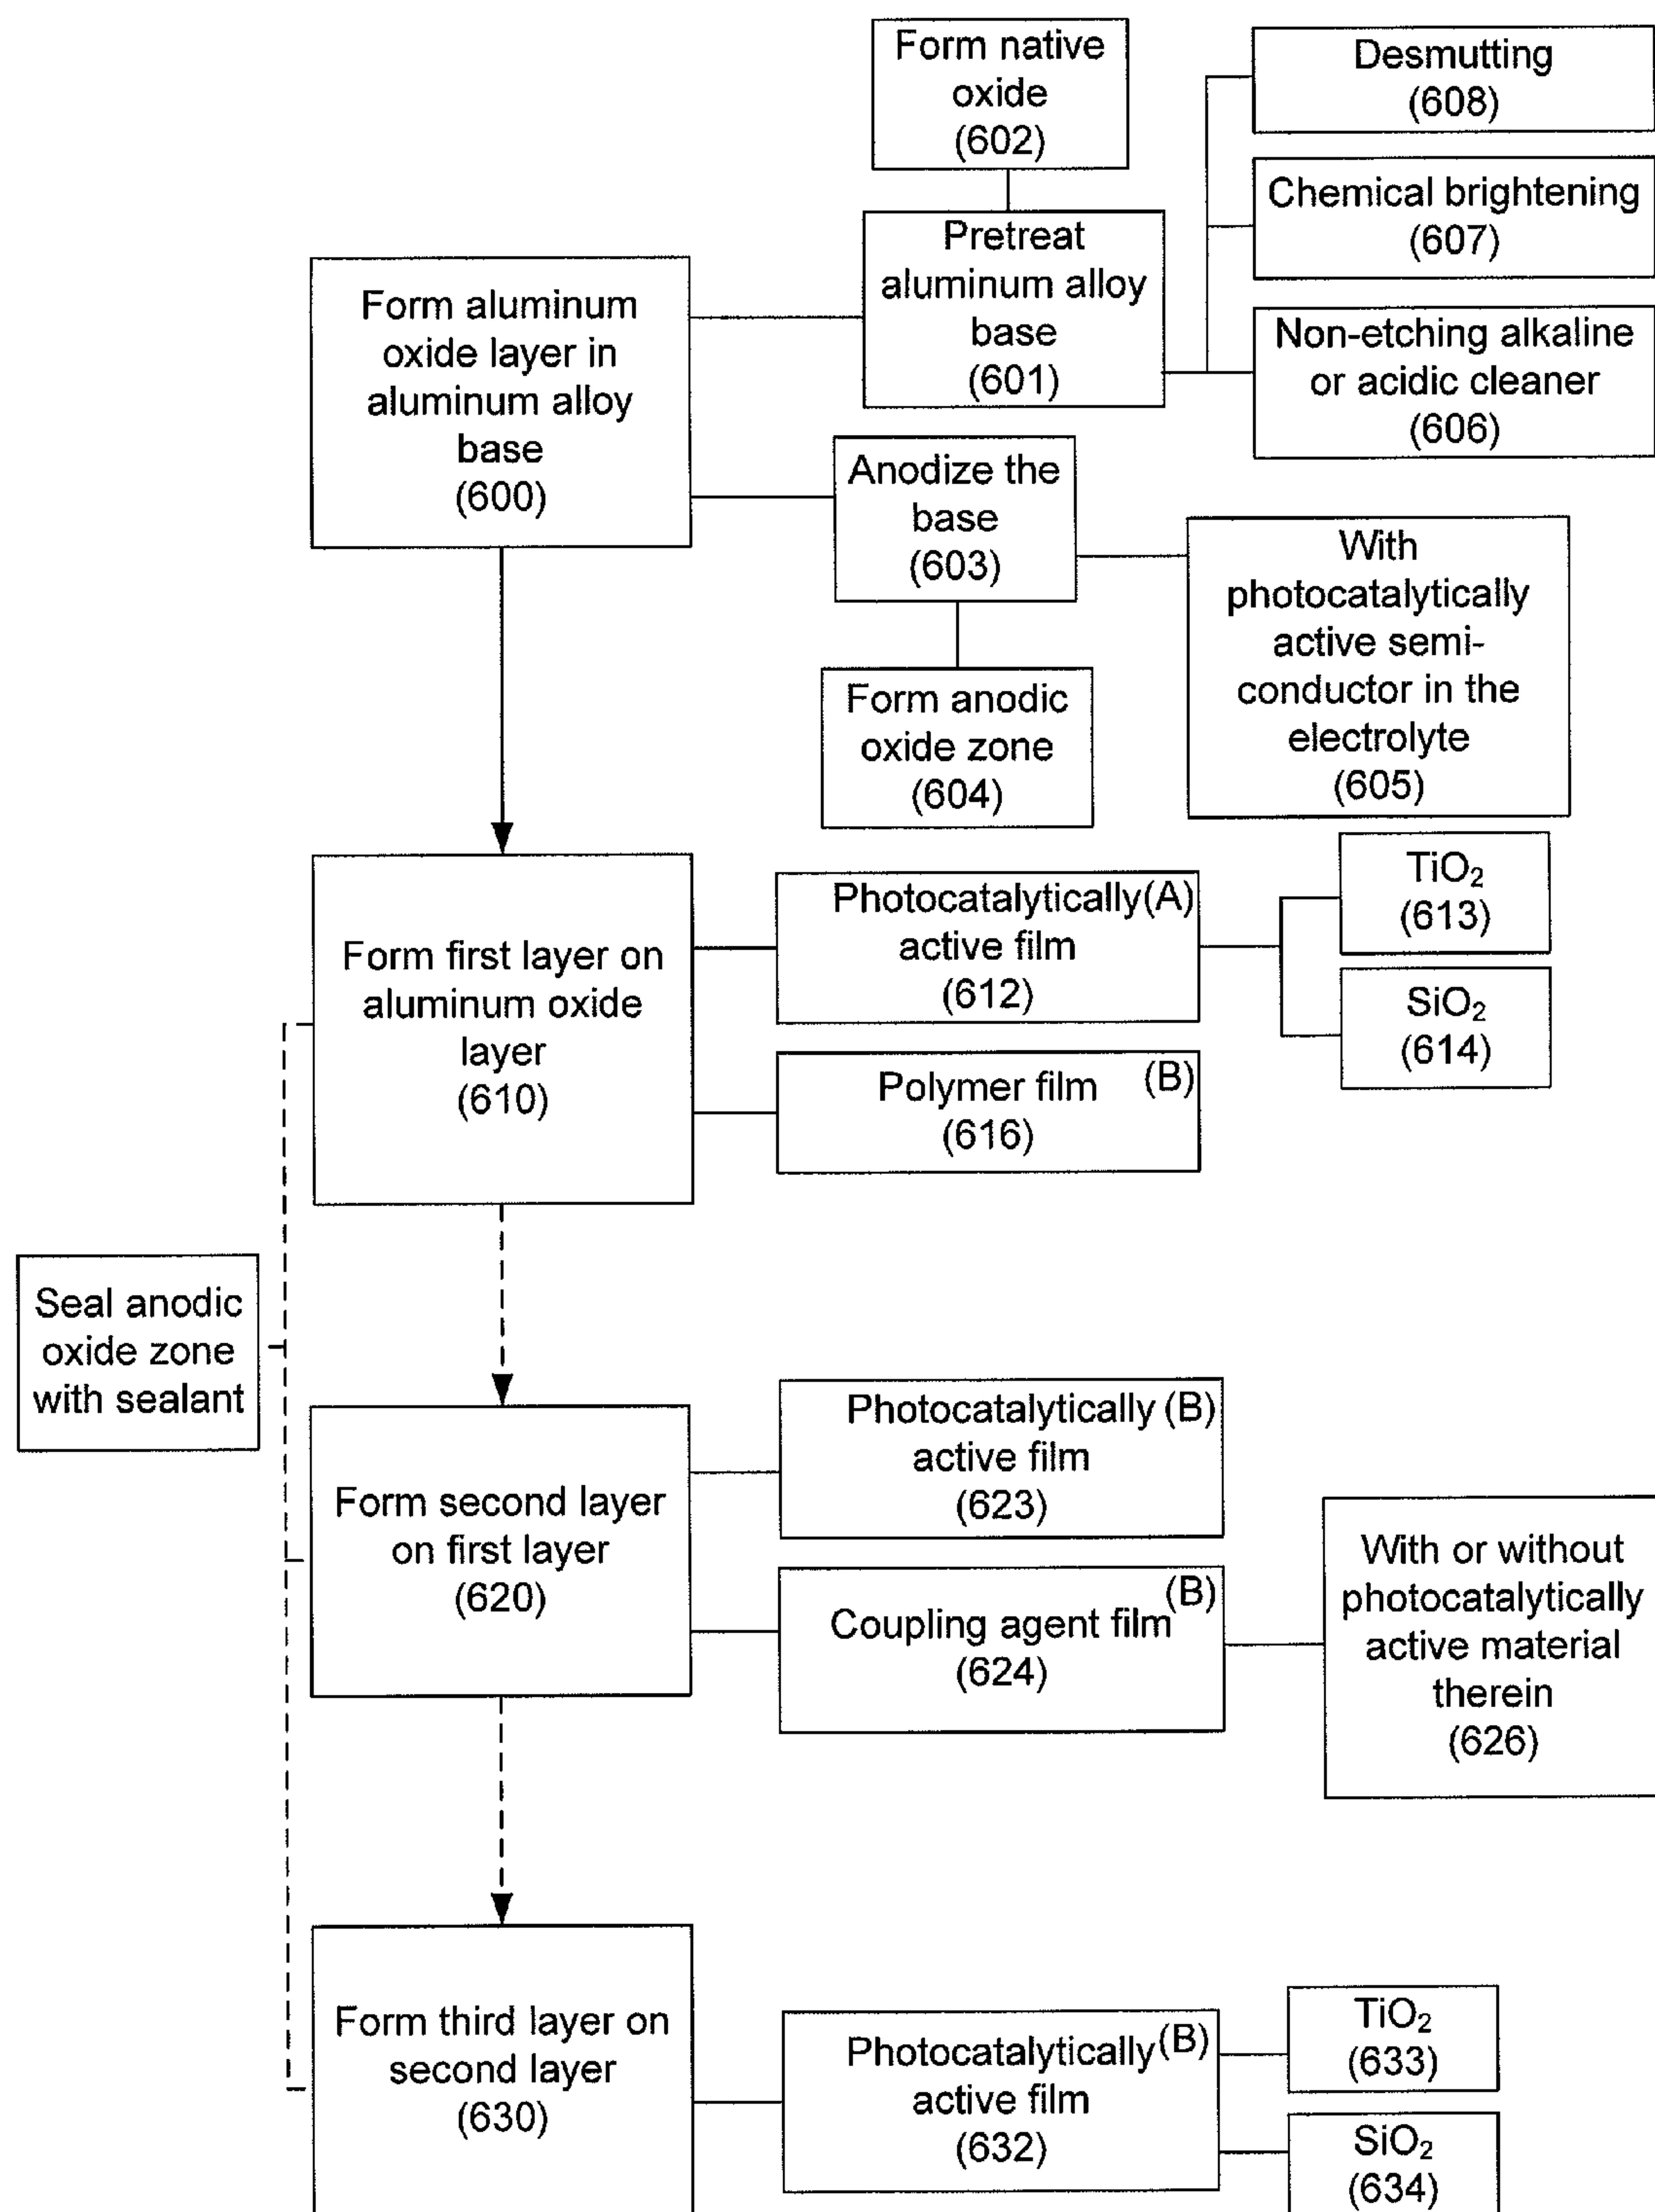 Form native
oxide
(602)
Desmutting
(608)
Chemical brightening
(607)
Pretreat
aluminum alloy
base
(601)
Non-etching alkaline
or acidic cleaner
(606)
Form aluminum
oxide layer in
aluminum alloy
base
(600)
Anodize the
base
(603)
With
photocatalytically
active semi-
conductor in the
electrolyte
(605)
Form anodic
oxide zone
(604)
Form first layer on
aluminum oxide
layer
(610)
Photocatalytically(A)
active film
(612)
TiO₂
(613)
SiO₂
(614)
Polymer film (B)
(616)
Seal anodic
oxide zone
with sealant
Form second layer
on first layer
(620)
Photocatalytically (B)
active film
(623)
Coupling agent film (B)
(624)
With or without
photocatalytically
active material
therein
(626)
Form third layer on
second layer
(630)
Photocatalytically(B)
active film
(632)
TiO₂
(633)
SiO₂
(634)